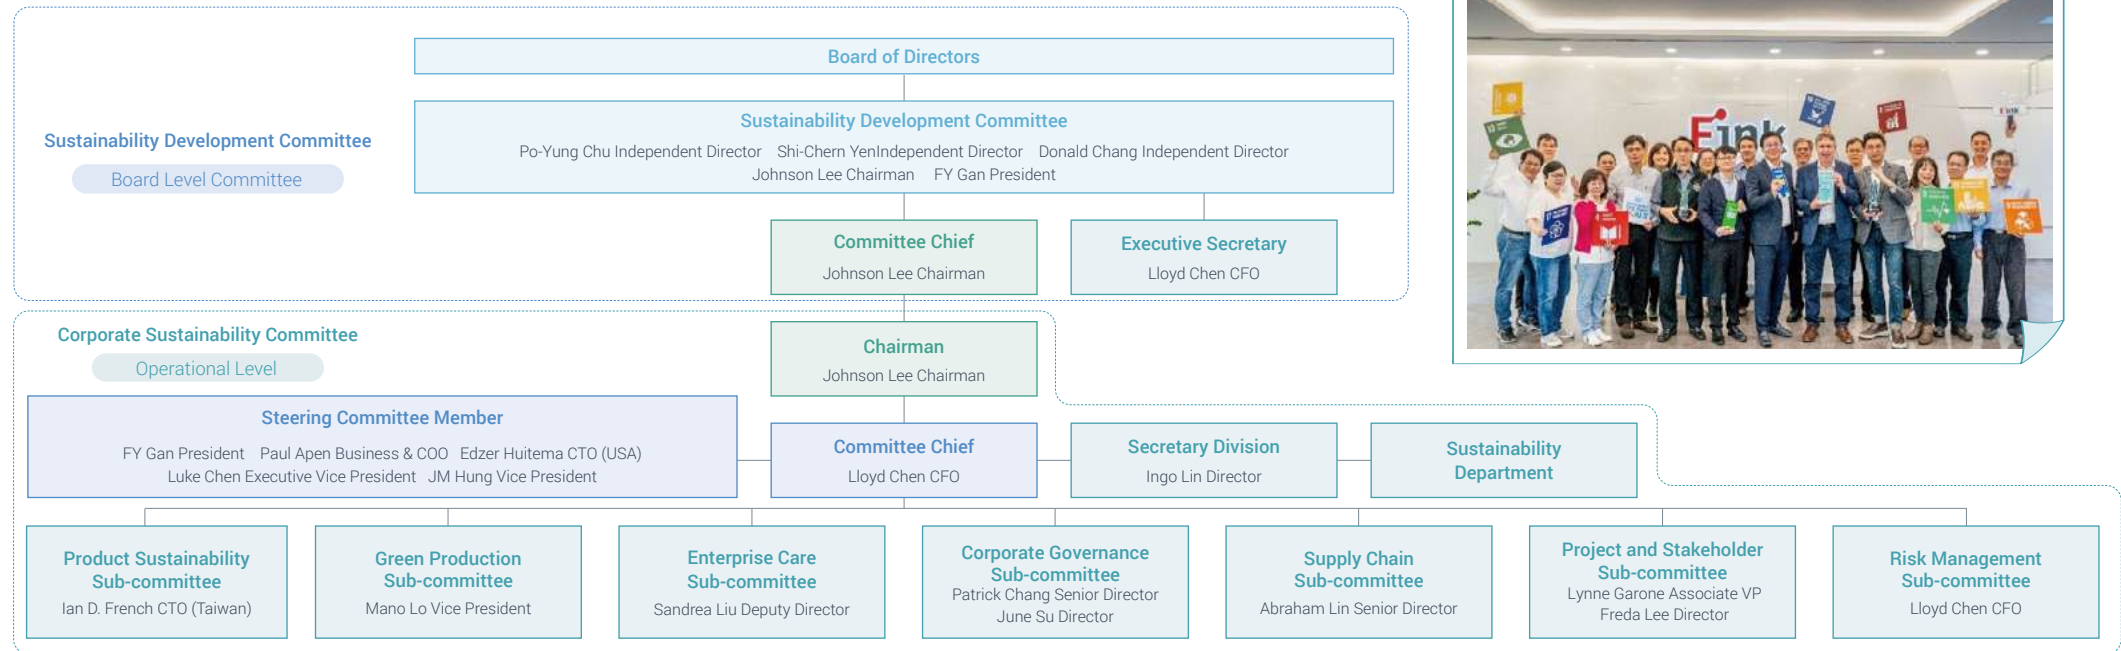 Board of Directors
Sustainability Development Committee
Po-Yung Chu Independent Director Shi-Chern YenIndependent Director Donald Chang Independent Director
Johnson Lee Chairman FY Gan President
Sustainability Development Committee
Board Level Committee
Committee Chief
Johnson Lee Chairman
Executive Secretary
Lloyd Chen CFO
Corporate Sustainability Committee
Operational Level
Chairman
Johnson Lee Chairman
Steering Committee Member
FY Gan President Paul Apen Business & COO Edzer Huitema CTO (USA)
Luke Chen Executive Vice President JM Hung Vice President
Committee Chief
Lloyd Chen CFO
Secretary Division
Ingo Lin Director
Sustainability
Department
Product Sustainability
Sub-committee
Ian D. French CTO (Taiwan)
Green Production
Sub-committee
Mano Lo Vice President
Enterprise Care
Sub-committee
Sandrea Liu Deputy Director
Corporate Governance
Sub-committee
Patrick Chang Senior Director
June Su Director
Supply Chain
Sub-committee
Abraham Lin Senior Director
Project and Stakeholder
Sub-committee
Lynne Garone Associate VP
Freda Lee Director
Risk Management
Sub-committee
Lloyd Chen CFO
Eink